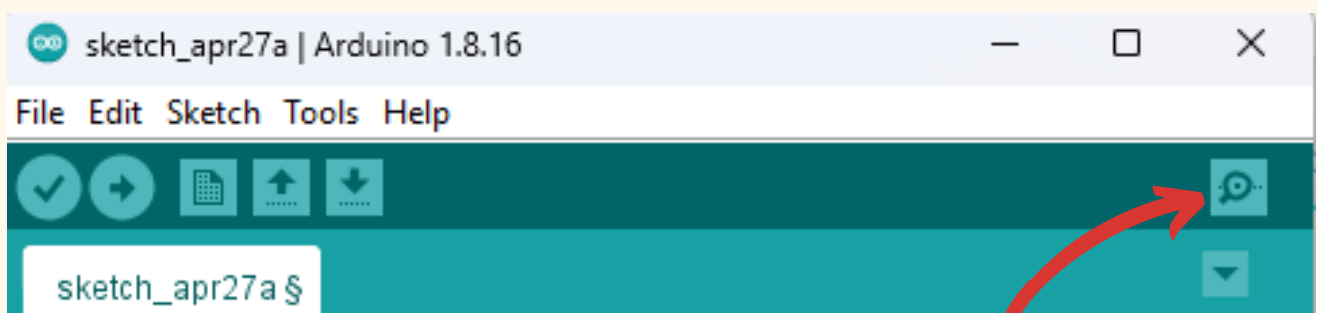 sketch_apr27a | Arduino 1.8.16
File Edit Sketch Tools Help
sketch_apr27a §